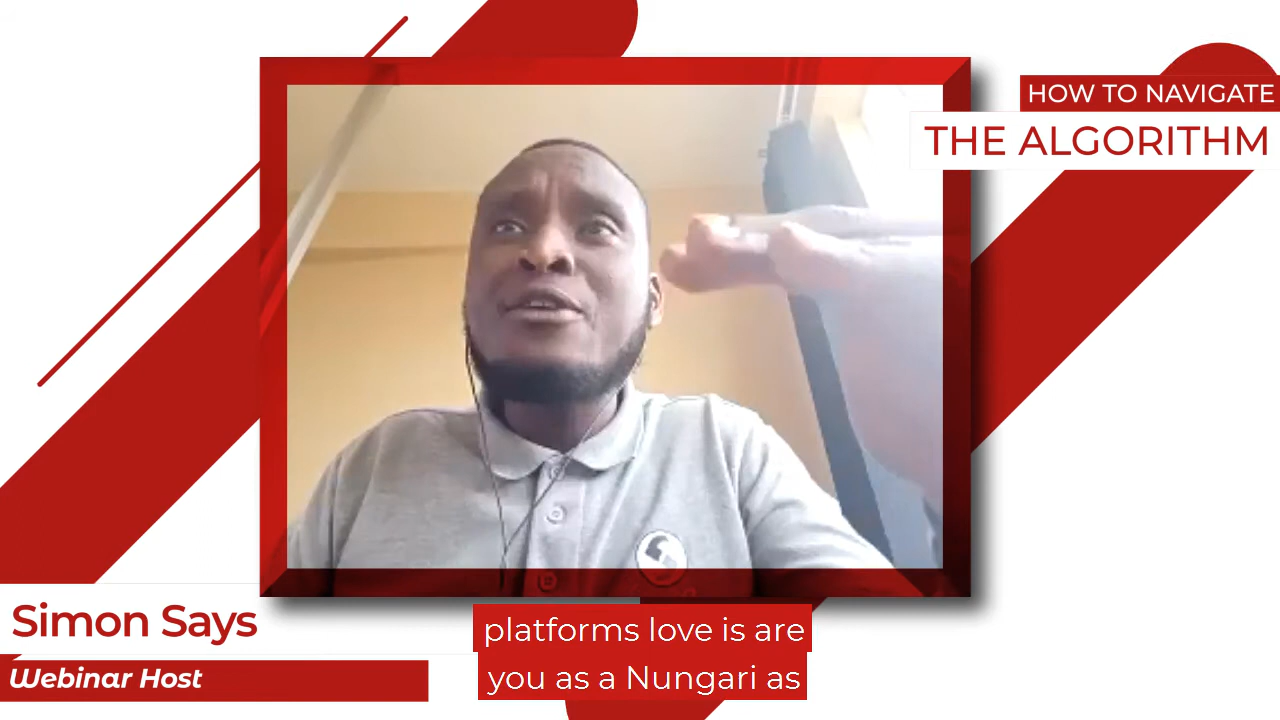 HOW TO NAVIGATE
THE ALGORITHM
Simon Says
Webinar Host
platforms love is are
you as a Nungari as